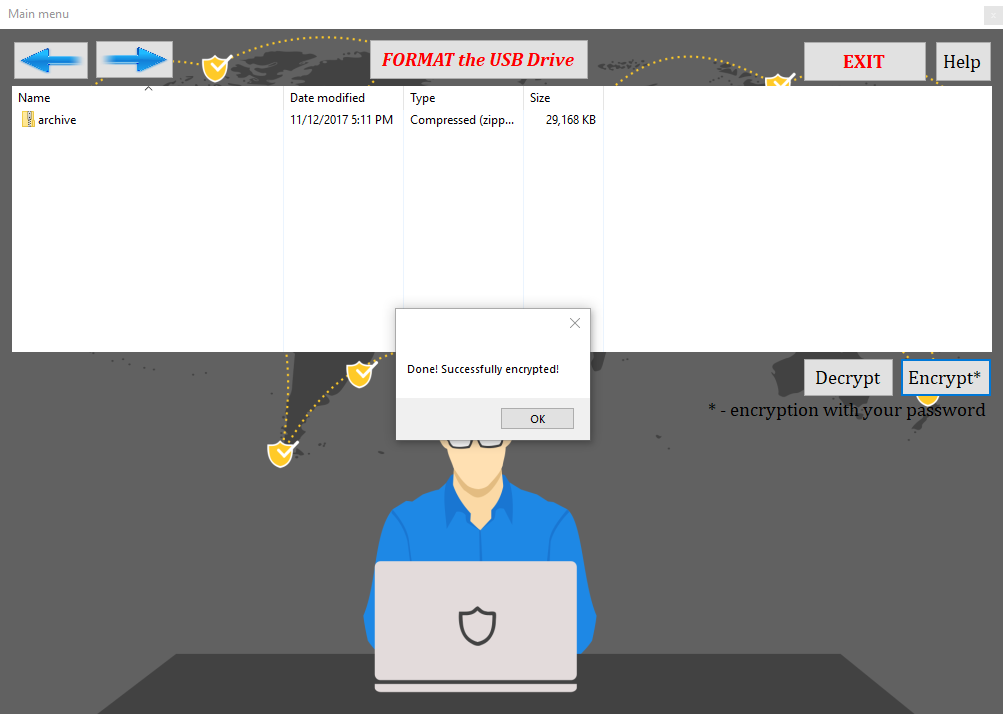 Main menu
FORMAT the USB Drive
EXIT
Help
Name
Date modified
Type
Size
archive
11/12/2017 5:11 PM
Compressed (zipp...
29,168 KB
Done! Successfully encrypted!
OK
Decrypt
Encrypt*
* - encryption with your password